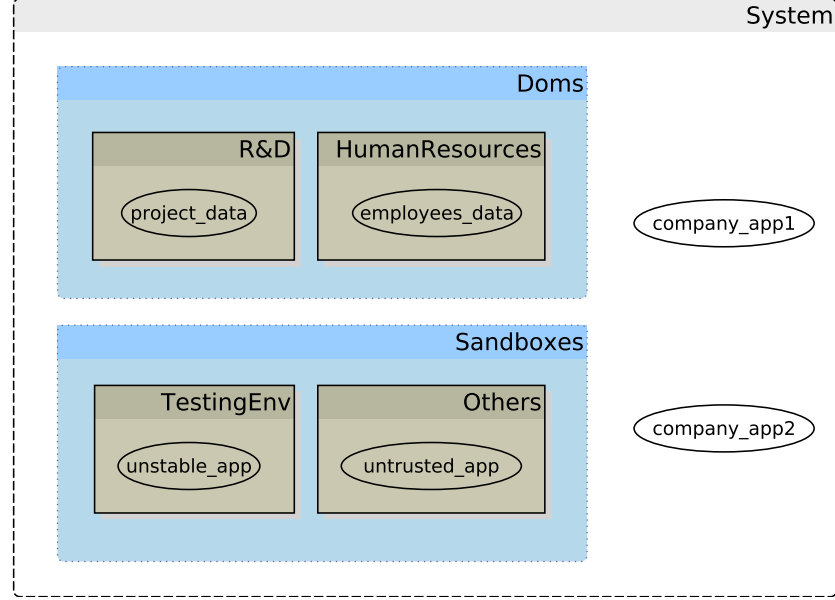 System
Doms
R&D
HumanResources
project_data
employees_data
company_app1
Sandboxes
TestingEnv
Others
unstable_app
untrusted_app
company_app2